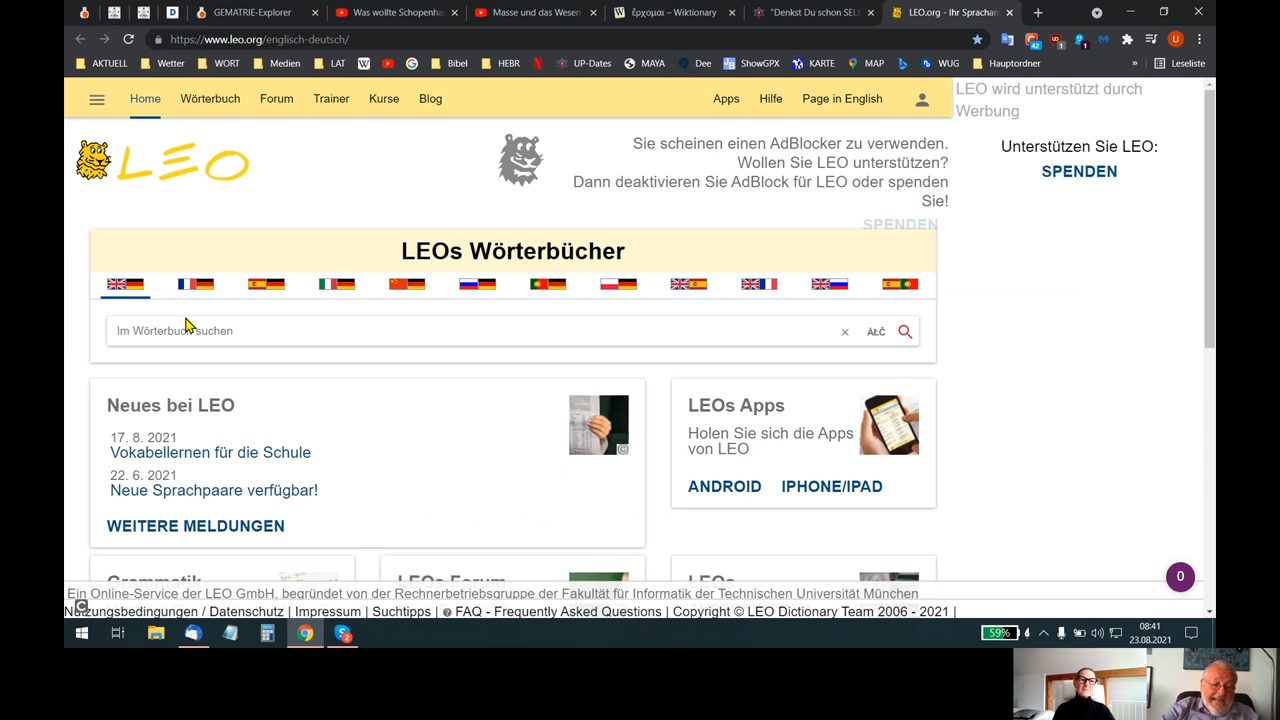 GEMATRIE-Explorer
Was wollte Schopenha
Masse und das Wesen
ἔρχομαι – Wiktionary
"Denkst Du schon SEL
LEO.org - Ihr Sprachan
https://www.leo.org/englisch-deutsch/
AKTUELL
Wetter
WORT
Medien
LAT
Bibel
HEBR
UP-Dates
MAYA
Dee
ShowGPX
KARTE
MAP
WUG
Hauptordner
»
Leseliste
Home
Wörterbuch
Forum
Trainer
Kurse
Blog
Apps
Hilfe
Page in English
LEO wird unterstützt durch
Werbung
Unterstützen Sie LEO:
SPENDEN
LEO
Sie scheinen einen AdBlocker zu verwenden.
Wollen Sie LEO unterstützen?
Dann deaktivieren Sie AdBlock für LEO oder spenden
Sie!
SPENDEN
LEOs Wörterbücher
Im Wörterbuch suchen
Neues bei LEO
17. 8. 2021
Vokabellernen für die Schule
22. 6. 2021
Neue Sprachpaare verfügbar!
WEITERE MELDUNGEN
LEOs Apps
Holen Sie sich die Apps
von LEO
ANDROID
IPHONE/IPAD
0
Grammatik
LEOs Forum
LEOs
Ein Online-Service der LEO GmbH, begründet von der Rechnerbetriebsgruppe der Fakultät für Informatik der Technischen Universität München
Nutzungsbedingungen / Datenschutz | Impressum | Suchtipps | FAQ - Frequently Asked Questions | Copyright © LEO Dictionary Team 2006 - 2021 |
59%
08:41
23.08.2021